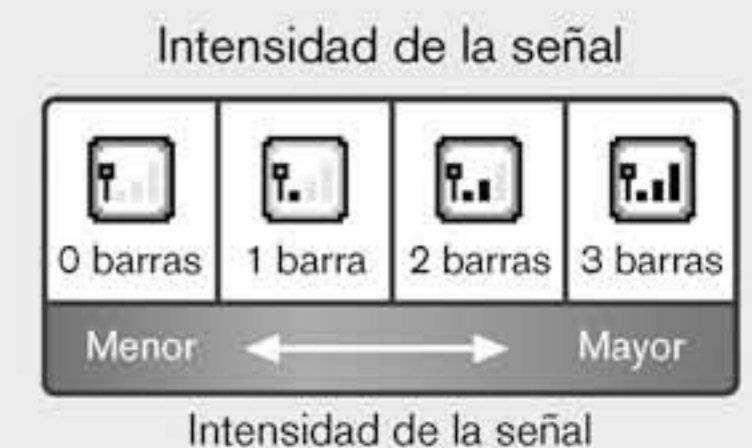 Intensidad de la señal
0 barras 1 barra 2 barras 3 barras
Menor Mayor
Intensidad de la señal